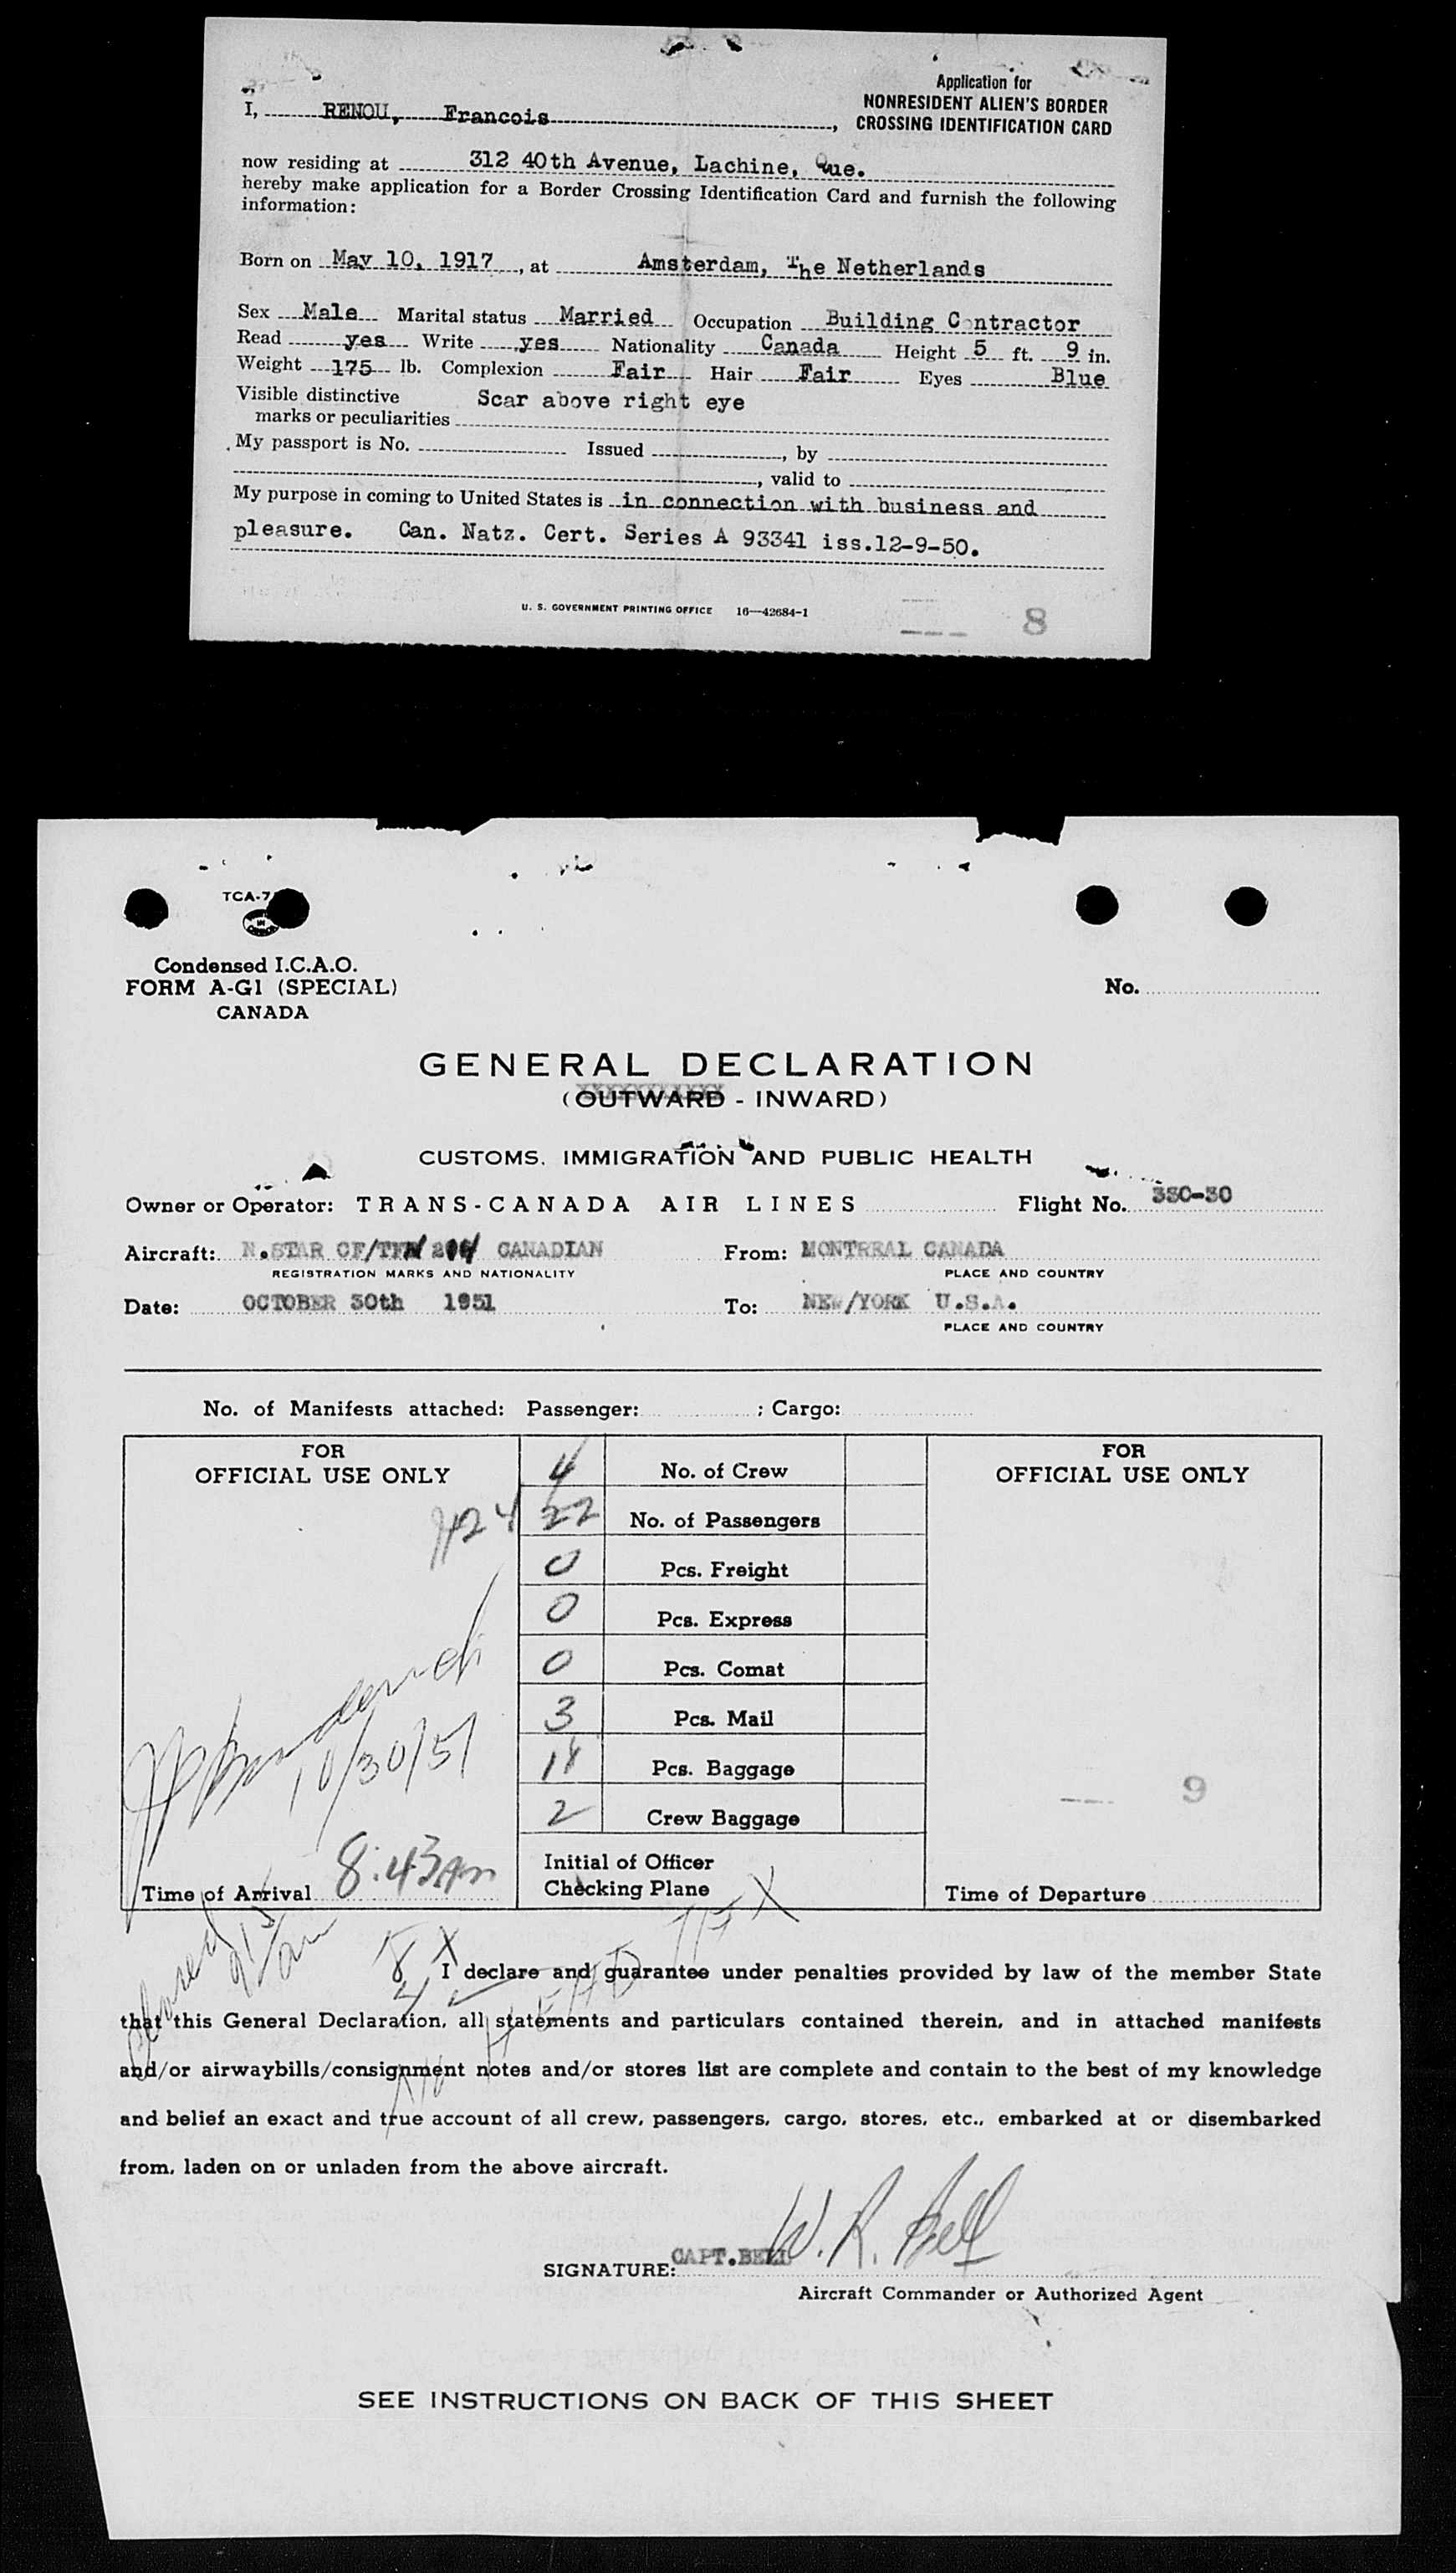 Application for
NONRESIDENT ALIEN'S BORDER
CROSSING IDENTIFICATION CARD
I, RENOU, Francois,
now residing at 312 40th Avenue, Lachine, Que.
hereby make application for a Border Crossing Identification Card and furnish the following
information:
Born on May 10, 1917, at Amsterdam, The Netherlands
Sex Male Marital status Married Occupation Building Contractor
Read yes Write yes Nationality Canada Height 5 ft. 9 in.
Weight 175 lb. Complexion Fair Hair Fair Eyes Blue
Visible distinctive Scar above right eye
marks or peculiarities
My passport is No. Issued , by
, valid to
My purpose in coming to United States is in connection with business and
pleasure. Can. Natz. Cert. Series A 93341 iss.12-9-50.
U. S. GOVERNMENT PRINTING OFFICE 16—42684-1
8
TCA-7
Condensed I.C.A.O.
FORM A-G1 (SPECIAL)
CANADA
No.
GENERAL DECLARATION
(OUTWARD - INWARD)
CUSTOMS, IMMIGRATION AND PUBLIC HEALTH
Owner or Operator: TRANS-CANADA AIR LINES Flight No. 330-30
Aircraft: N.STAR CANADIAN From: MONTREAL CANADA
REGISTRATION MARKS AND NATIONALITY PLACE AND COUNTRY
Date: OCTOBER 30th 1951 To: NEW/YORK U.S.A.
PLACE AND COUNTRY
No. of Manifests attached: Passenger: ; Cargo:
FOR
OFFICIAL USE ONLY
4 No. of Crew
22 No. of Passengers
0 Pcs. Freight
0 Pcs. Express
0 Pcs. Comat
3 Pcs. Mail
Pcs. Baggage
2 Crew Baggage
10/30/51
Time of Arrival 8:43 am
Initial of Officer
Checking Plane
FOR
OFFICIAL USE ONLY
9
Time of Departure
I declare and guarantee under penalties provided by law of the member State
that this General Declaration, all statements and particulars contained therein, and in attached manifests
and/or airwaybills/consignment notes and/or stores list are complete and contain to the best of my knowledge
and belief an exact and true account of all crew, passengers, cargo, stores, etc., embarked at or disembarked
from, laden on or unladen from the above aircraft.
SIGNATURE: CAPT.BELL W. R. Bell
Aircraft Commander or Authorized Agent
SEE INSTRUCTIONS ON BACK OF THIS SHEET